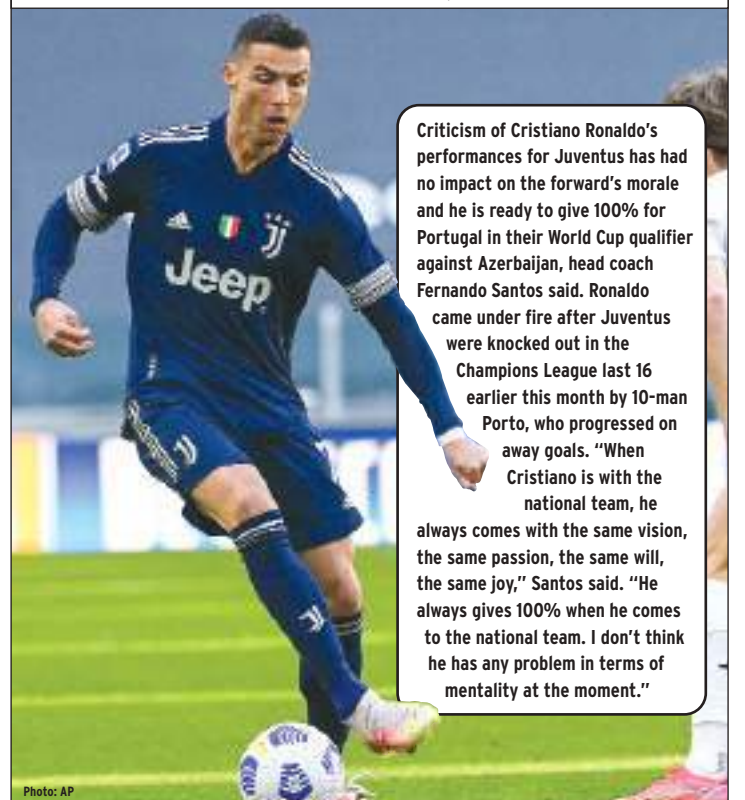 Criticism of Cristiano Ronaldo's
performances for Juventus has had
no impact on the forward's morale
and he is ready to give 100% for
Portugal in their World Cup qualifier
against Azerbaijan, head coach
Fernando Santos said. Ronaldo
came under fire after Juventus
were knocked out in the
Champions League last 16
earlier this month by 10-man
Porto, who progressed on
away goals. “When
Cristiano is with the
national team, he
always comes with the same vision,
the same passion, the same will,
the same joy,” Santos said. “He
always gives 100% when he comes
to the national team. I don't think
he has any problem in terms of
mentality at the moment.”
Jeep
Photo: AP